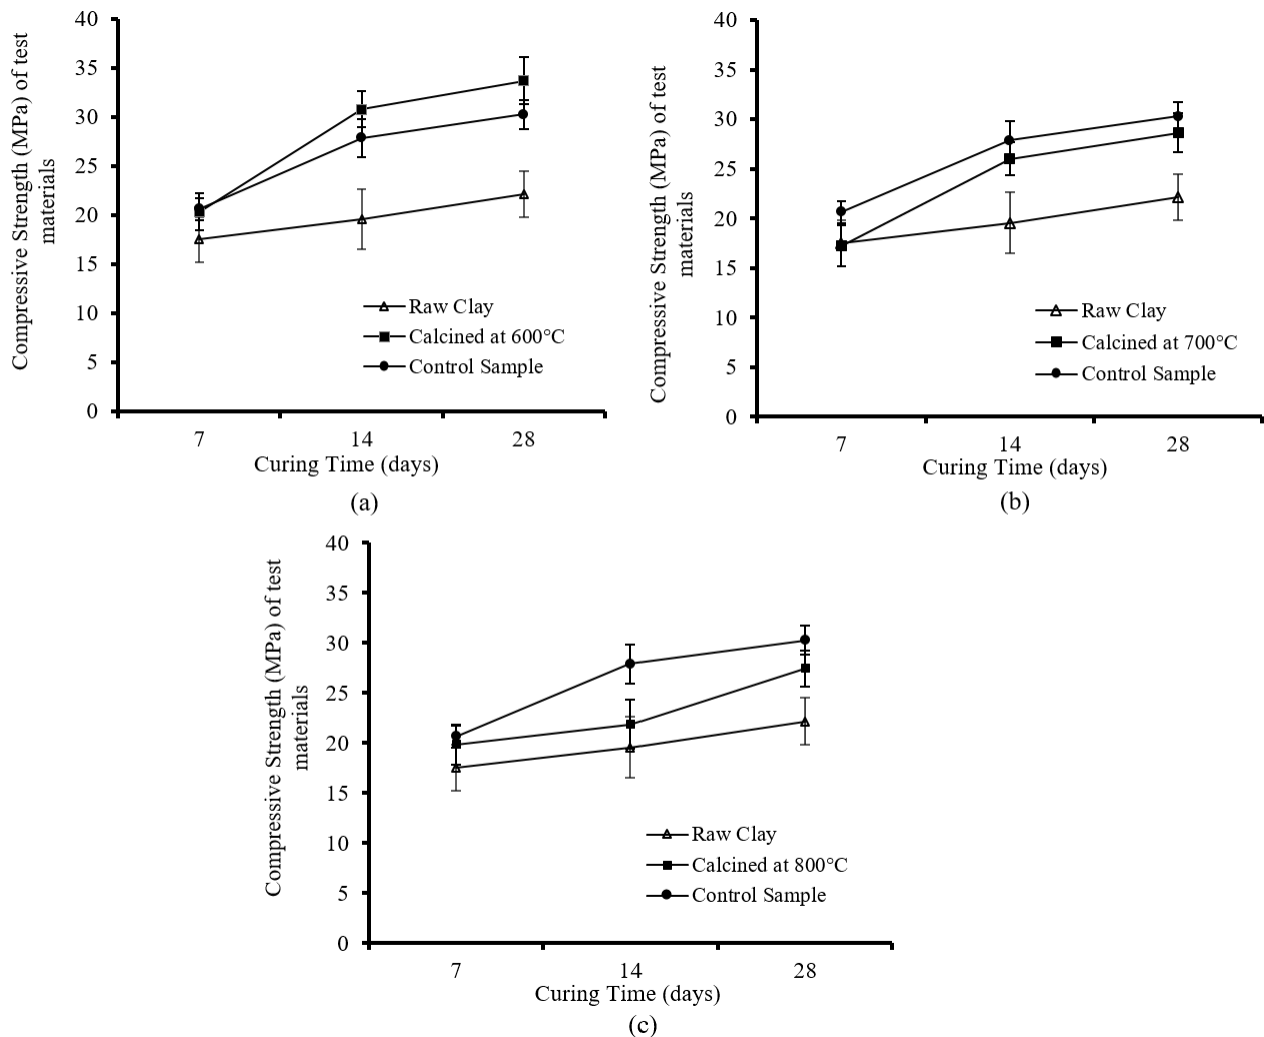 Compressive Strength (MPa) of test
materials
40
35
30
25
20
15
10
5
0
Raw Clay
Calcined at 600°C
Control Sample
7 14 28
Curing Time (days)
(a)
Compressive Strength (MPa) of test
materials
40
35
30
25
20
15
10
5
0
Raw Clay
Calcined at 700°C
Control Sample
7 14 28
Curing Time (days)
(b)
Compressive Strength (MPa) of test
materials
40
35
30
25
20
15
10
5
0
Raw Clay
Calcined at 800°C
Control Sample
7 14 28
Curing Time (days)
(c)